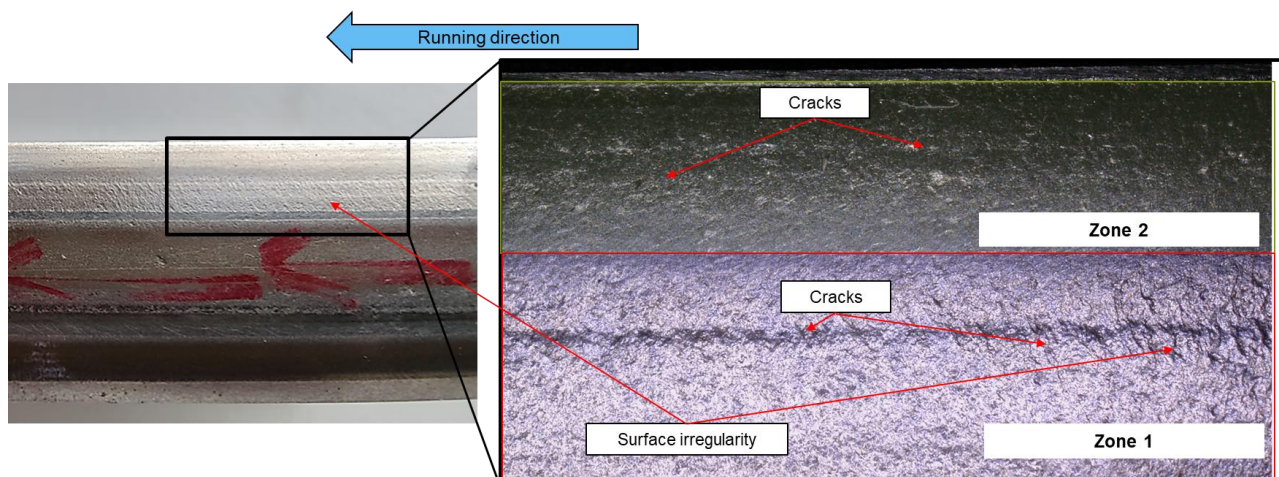 Running direction
Cracks
Zone 2
Cracks
Surface irregularity
Zone 1